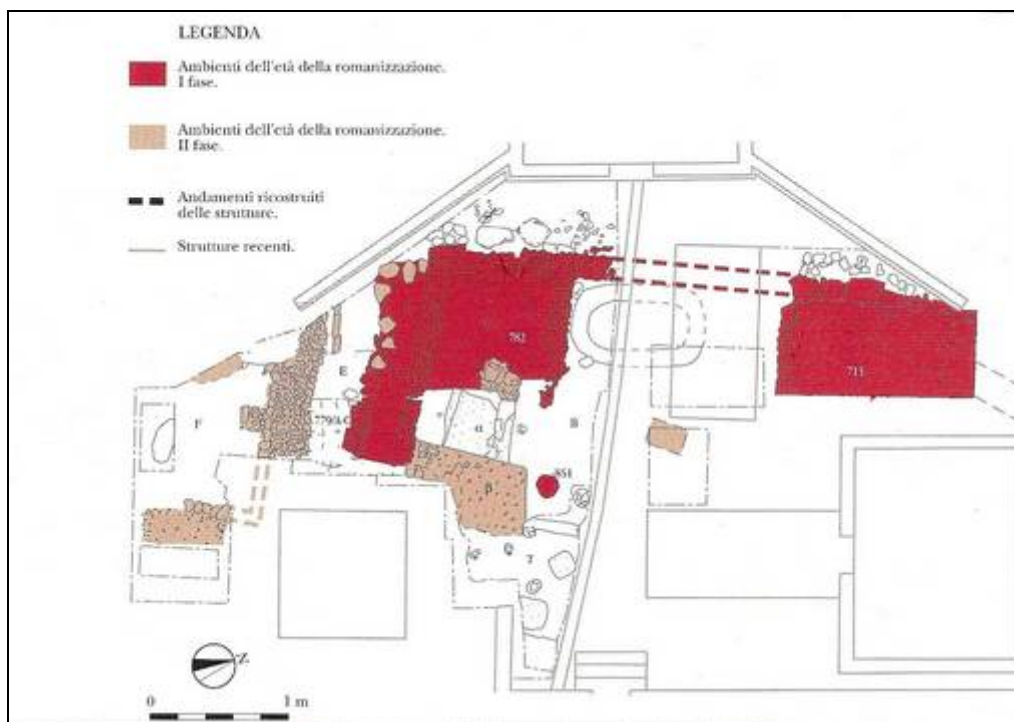 LEGENDA
Ambienti dell'età della romanizzazione.
I fase.
Ambienti dell'età della romanizzazione.
II fase.
Andamenti ricostruiti
delle strutture.
Strutture recenti.
782
715
E
F
α
B
851
β
N
0
1 m